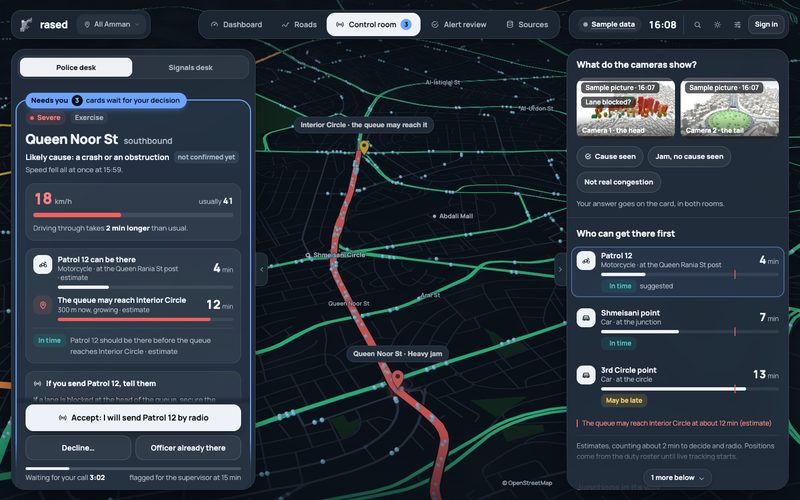 rased
All Amman
Dashboard
Roads
Control room 3
Alert review
Sources
Sample data
16:08
Sign in
Police desk
Signals desk
Needs you 3 cards wait for your decision
Severe
Exercise
Queen Noor St southbound
Likely cause: a crash or an obstruction
not confirmed yet
Speed fell all at once at 15:59.
18 km/h
usually 41
Driving through takes 2 min longer than usual.
Patrol 12 can be there
Motorcycle · at the Queen Rania St post
· estimate
4 min
The queue may reach Interior Circle
300 m now, growing · estimate
12 min
In time
Patrol 12 should be there before the queue
reaches Interior Circle · estimate
If you send Patrol 12, tell them
If a lane is blocked at the head of the queue, secure the
Accept: I will send Patrol 12 by radio
Decline...
Officer already there
Waiting for your call 3:02
flagged for the supervisor at 15 min
Al-Istiqlal St
Al-Urdon St
Interior Circle · the queue may reach it
Abdali Mall
Shmeisani Circle
Arar St
Queen Noor St
Queen Noor St · Heavy jam
© OpenStreetMap
What do the cameras show?
Sample picture · 16:07
Lane blocked?
Camera 1 · the head
Sample picture · 16:07
Camera 2 · the tail
Cause seen
Jam, no cause seen
Not real congestion
Your answer goes on the card, in both rooms.
Who can get there first
Patrol 12
Motorcycle · at the Queen Rania St post
4 min
In time
suggested
Shmeisani point
Car · at the junction
7 min
In time
3rd Circle point
Car · at the circle
13 min
May be late
The queue may reach Interior Circle at about 12 min (estimate)
Estimates, counting about 2 min to decide and radio. Positions
come from the duty roster until live tracking starts.
1 more below